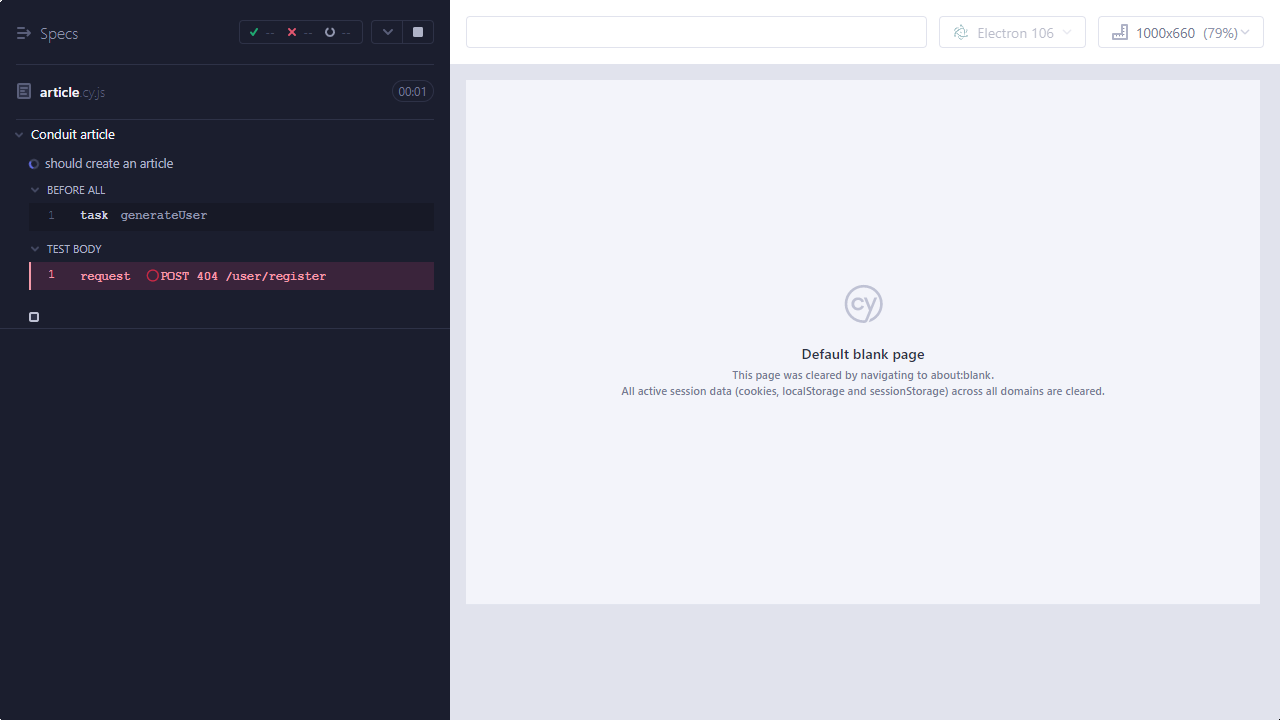 Specs
-- -- --
article.cy.js
00:01
Conduit article
should create an article
BEFORE ALL
1 task generateUser
TEST BODY
1 request POST 404 /user/register
Electron 106
1000x660 (79%)
cy
Default blank page
This page was cleared by navigating to about:blank.
All active session data (cookies, localStorage and sessionStorage) across all domains are cleared.